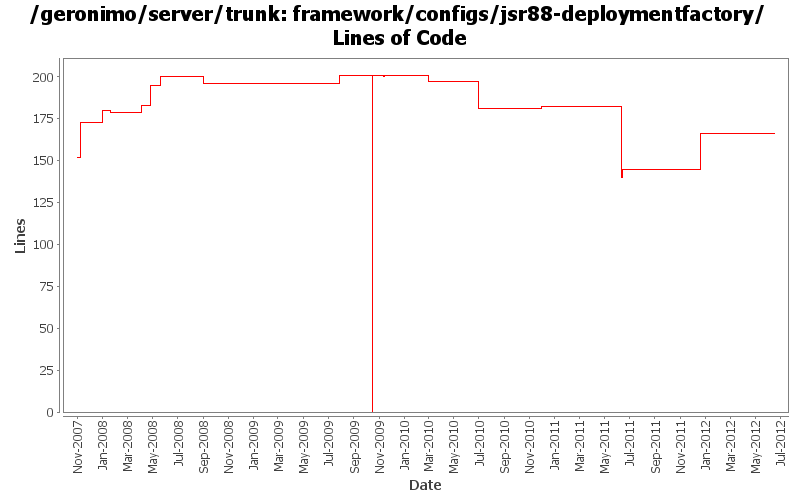 /geronimo/server/trunk: framework/configs/jsr88-deploymentfactory/
Lines of Code
200
175
150
125
100
75
50
25
0
Lines
Nov-2007
Jan-2008
Mar-2008
May-2008
Jul-2008
Sep-2008
Nov-2008
Jan-2009
Mar-2009
May-2009
Jul-2009
Sep-2009
Nov-2009
Jan-2010
Mar-2010
May-2010
Jul-2010
Sep-2010
Nov-2010
Jan-2011
Mar-2011
May-2011
Jul-2011
Sep-2011
Nov-2011
Jan-2012
Mar-2012
May-2012
Jul-2012
Date